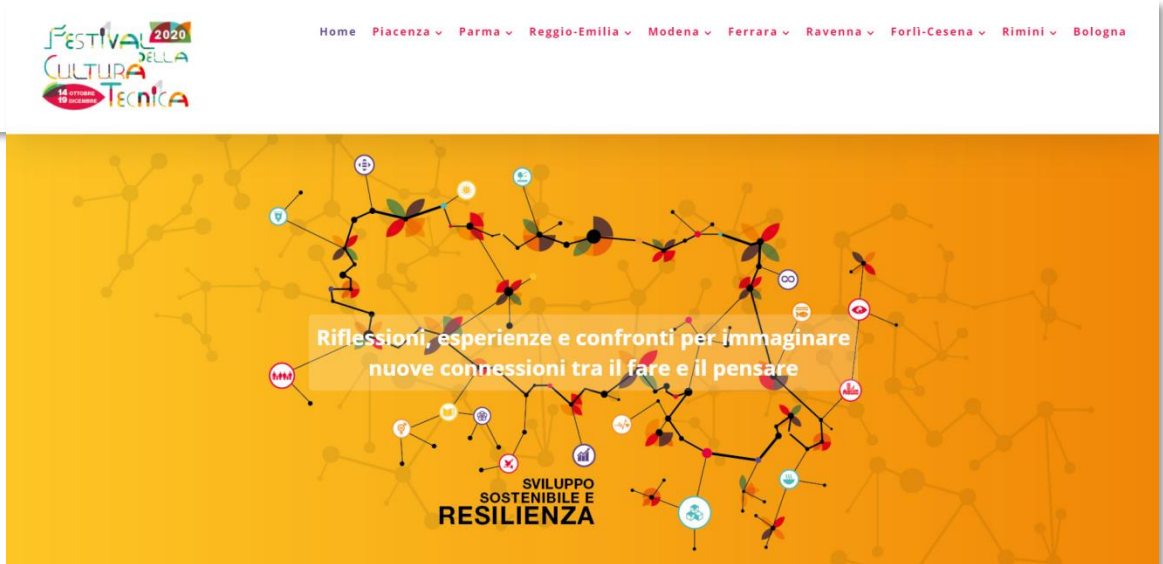 FESTIVAL 2020
DELLA
CULTURA
14 OTTOBRE
19 DICEMBRE
TECNICA
Home Piacenza Parma Reggio-Emilia Modena Ferrara Ravenna Forlì-Cesena Rimini Bologna
Riflessioni, esperienze e confronti per immaginare
nuove connessioni tra il fare e il pensare
SVILUPPO
SOSTENIBILE E
RESILIENZA